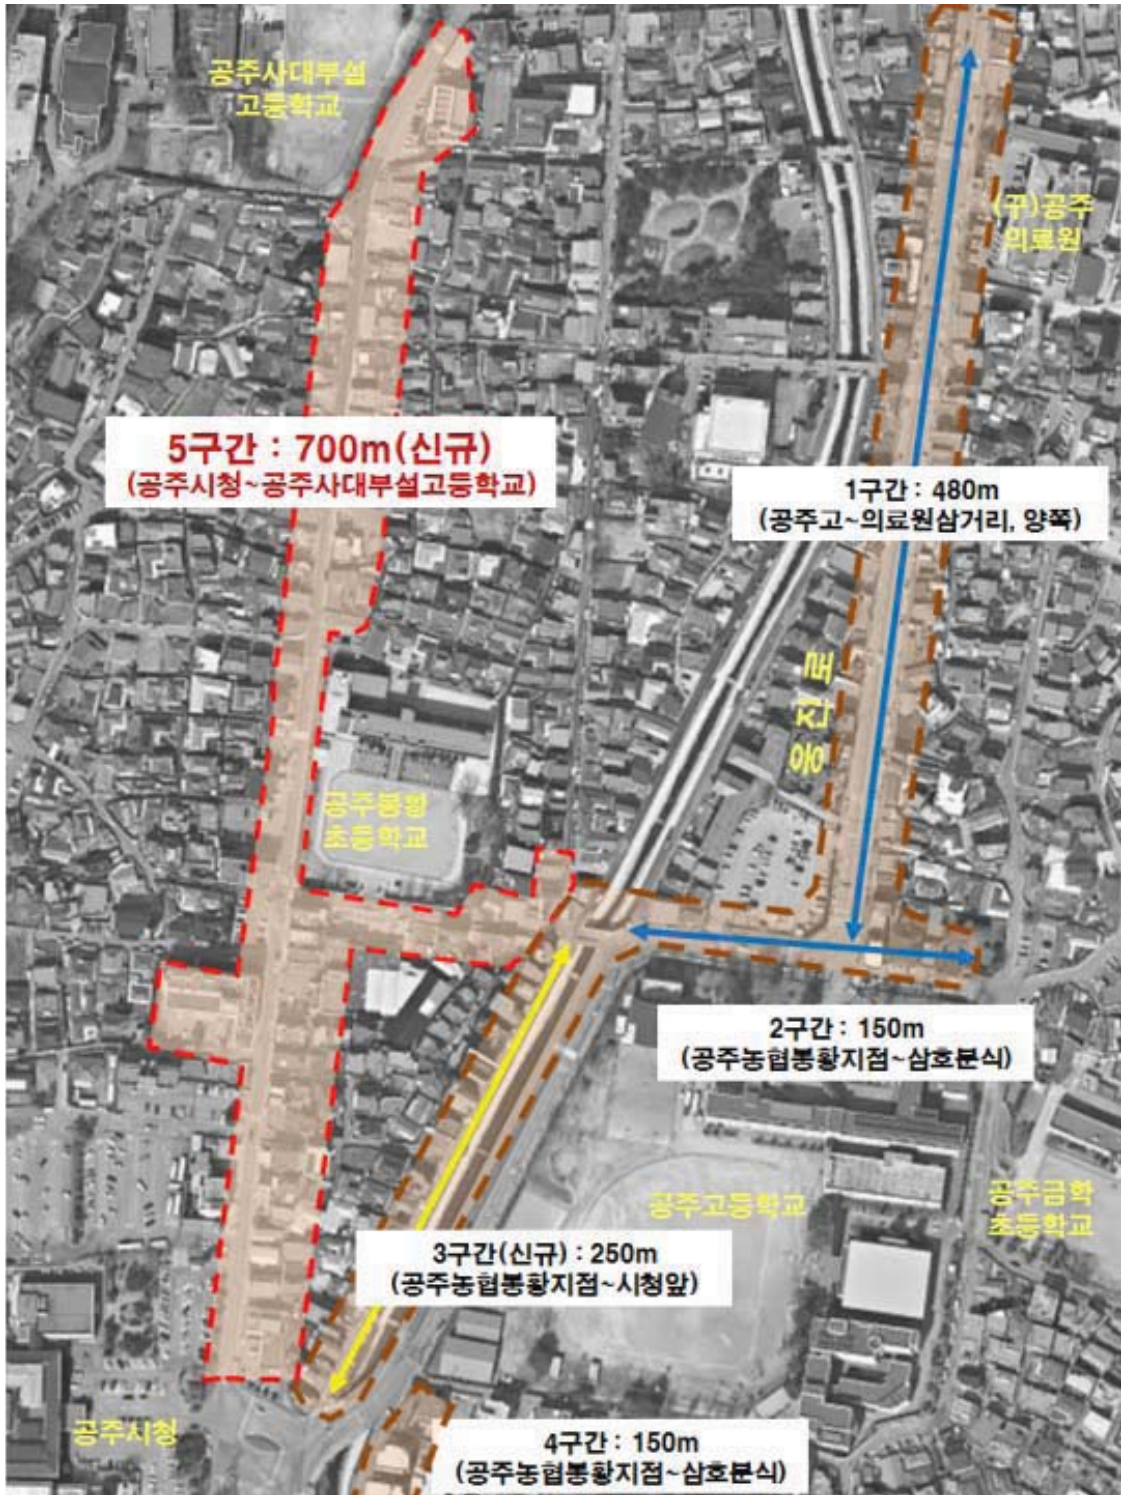 공주사대부설
고등학교
(구)공주
의료원
5구간 : 700m(신규)
(공주시청~공주사대부설고등학교)
1구간 : 480m
(공주고~의료원삼거리, 양쪽)
웅진로
공주봉황
초등학교
2구간 : 150m
(공주농협봉황지점~삼호분식)
공주고등학교
공주금학
초등학교
3구간(신규) : 250m
(공주농협봉황지점~시청앞)
공주시청
4구간 : 150m
(공주농협봉황지점~삼호분식)